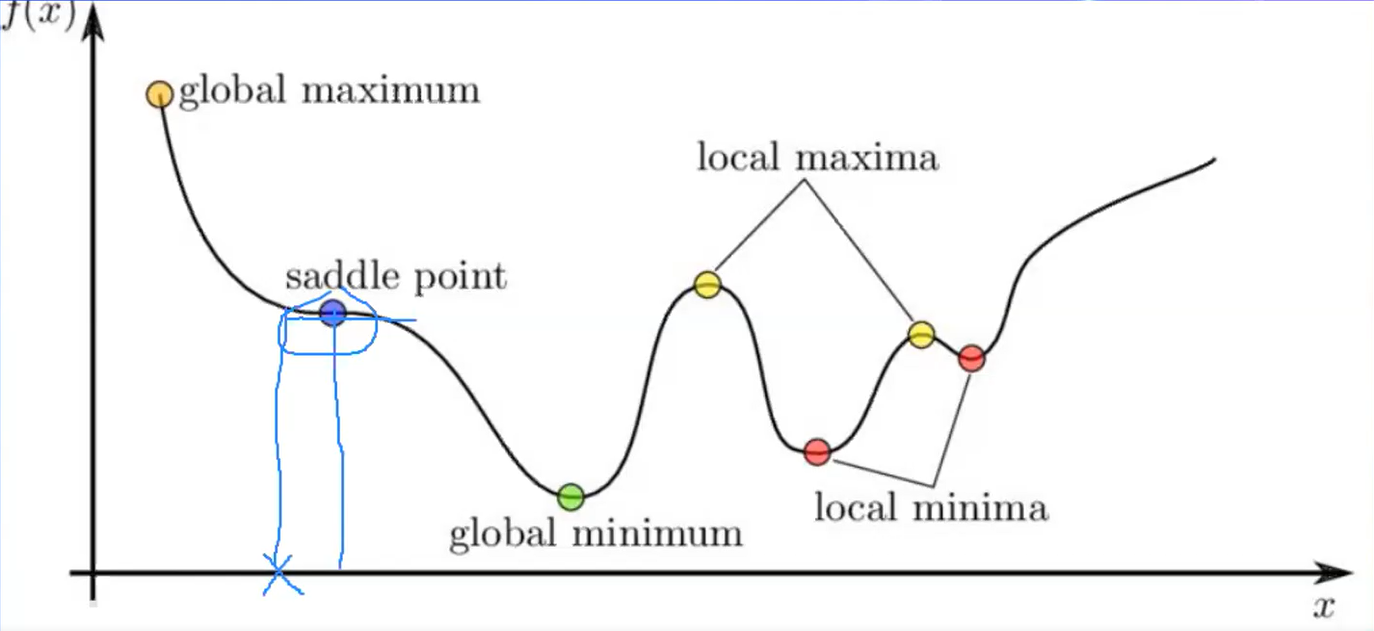 f(x)
global maximum
local maxima
saddle point
local minima
global minimum
x